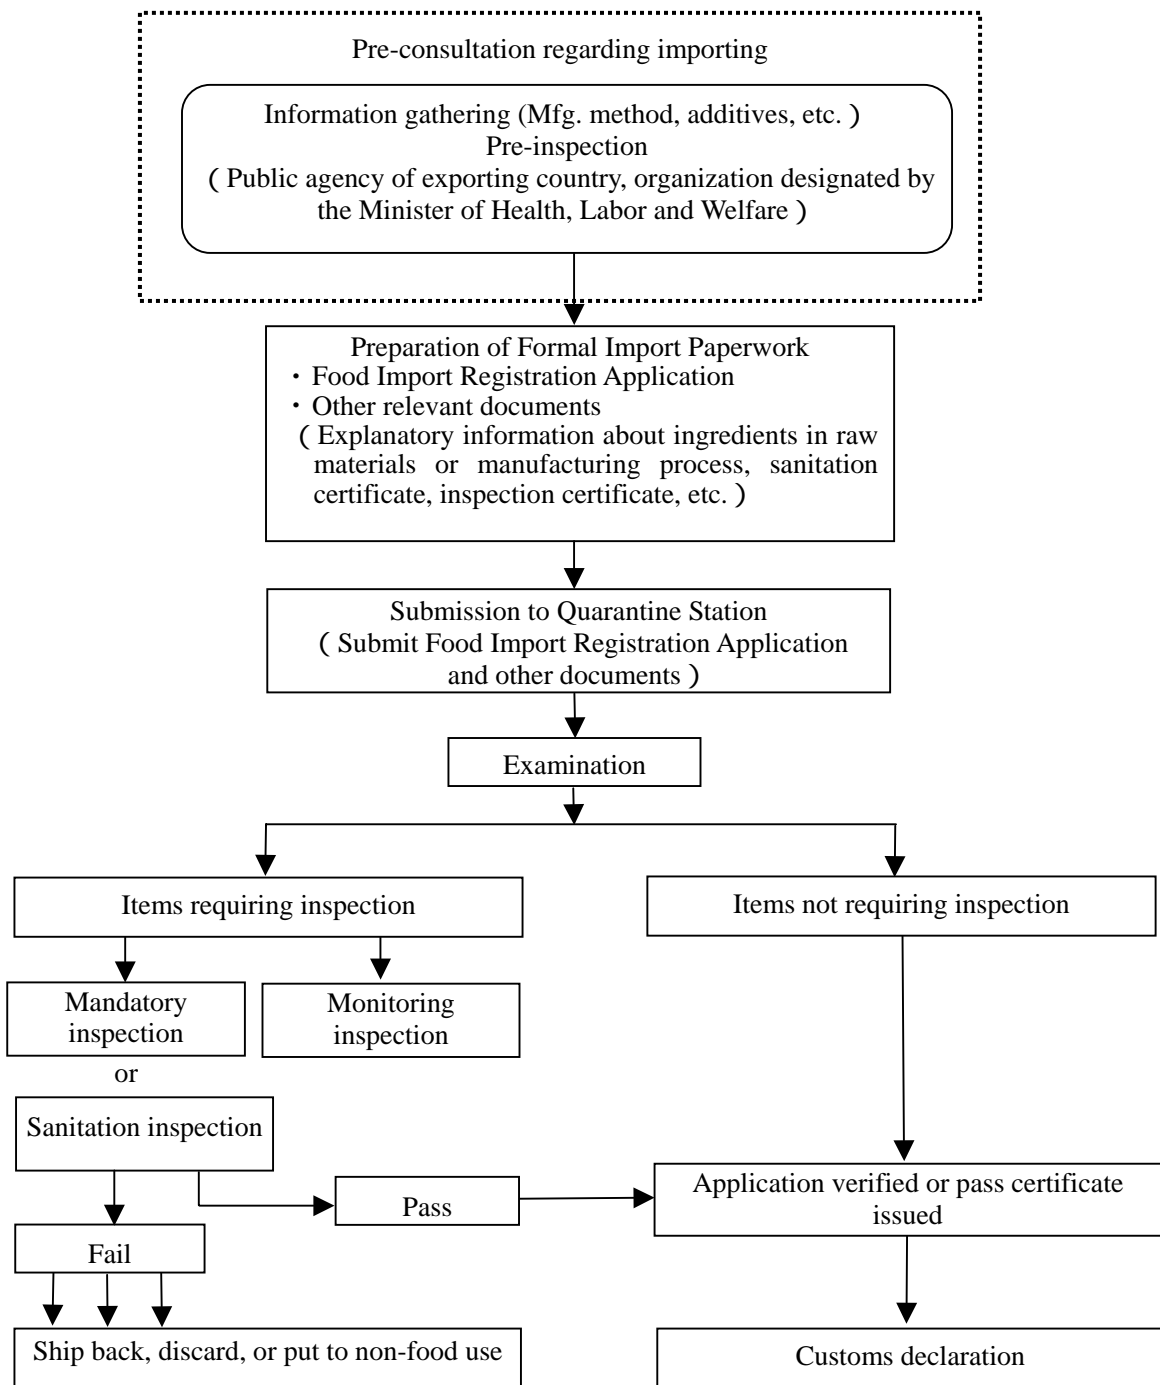 Pre-consultation regarding importing
Information gathering (Mfg. method, additives, etc. )
Pre-inspection
( Public agency of exporting country, organization designated by
the Minister of Health, Labor and Welfare )
Preparation of Formal Import Paperwork
・ Food Import Registration Application
・ Other relevant documents
( Explanatory information about ingredients in raw
materials or manufacturing process, sanitation
certificate, inspection certificate, etc. )
Submission to Quarantine Station
( Submit Food Import Registration Application
and other documents )
Examination
Items requiring inspection
Items not requiring inspection
Mandatory
inspection
Monitoring
inspection
or
Sanitation inspection
Pass
Application verified or pass certificate
issued
Fail
Ship back, discard, or put to non-food use
Customs declaration